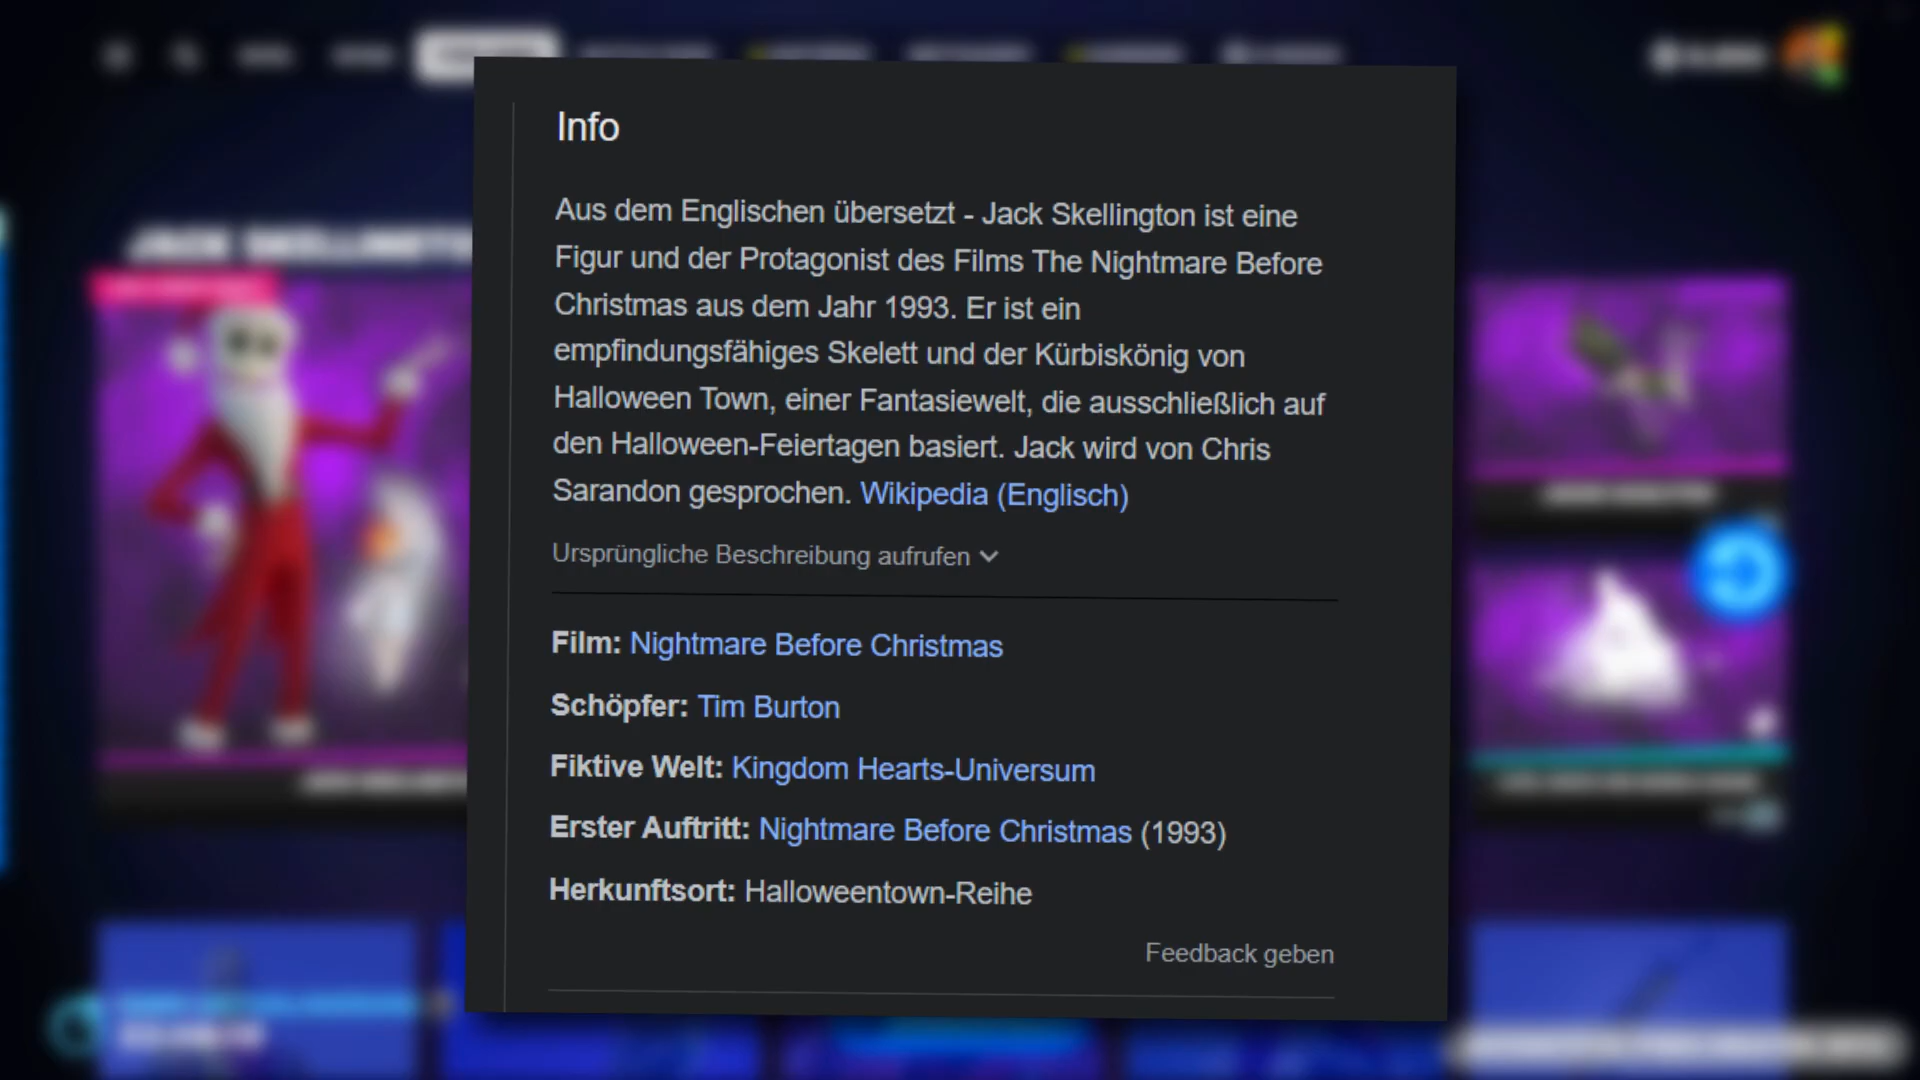 Info
Aus dem Englischen übersetzt - Jack Skellington ist eine
Figur und der Protagonist des Films The Nightmare Before
Christmas aus dem Jahr 1993. Er ist ein
empfindungsfähiges Skelett und der Kürbiskönig von
Halloween Town, einer Fantasiewelt, die ausschließlich auf
den Halloween-Feiertagen basiert. Jack wird von Chris
Sarandon gesprochen. Wikipedia (Englisch)
Ursprüngliche Beschreibung aufrufen
Film: Nightmare Before Christmas
Schöpfer: Tim Burton
Fiktive Welt: Kingdom Hearts-Universum
Erster Auftritt: Nightmare Before Christmas (1993)
Herkunftsort: Halloweentown-Reihe
Feedback geben